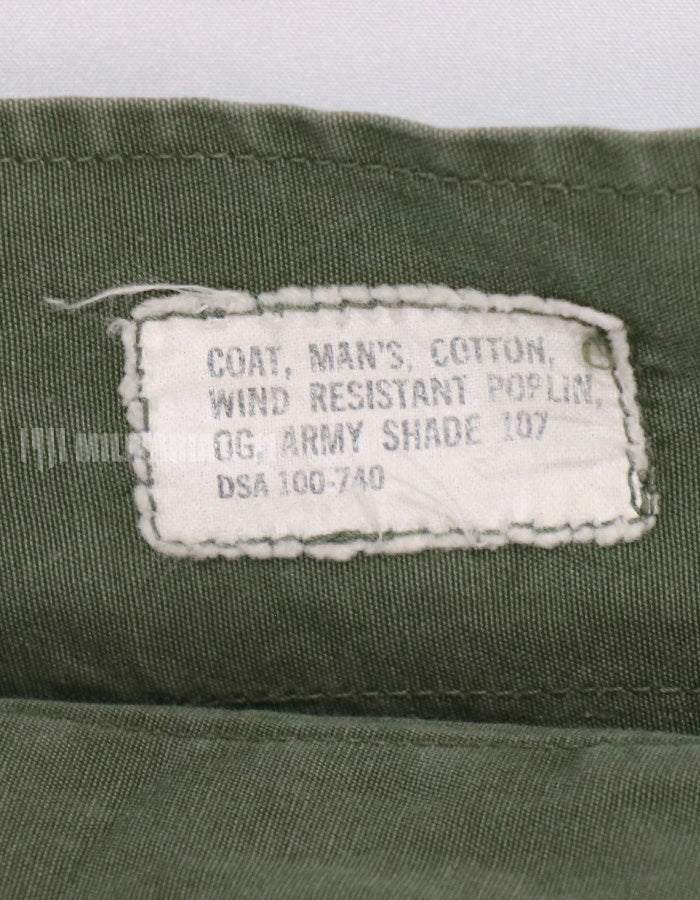 COAT, MAN'S, COTTON,
WIND RESISTANT POPLIN,
OG, ARMY SHADE 107
DSA 100-740